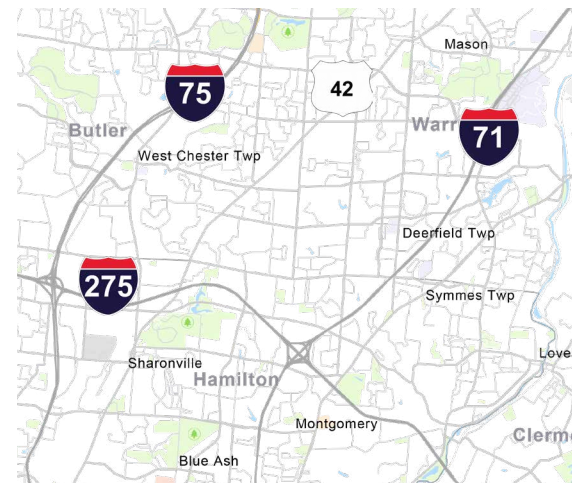 Mason
75
42
Butler
Warr
71
West Chester Twp
Deerfield Twp
275
Symmes Twp
Love
Sharonville
Hamilton
Montgomery
Clerm
Blue Ash